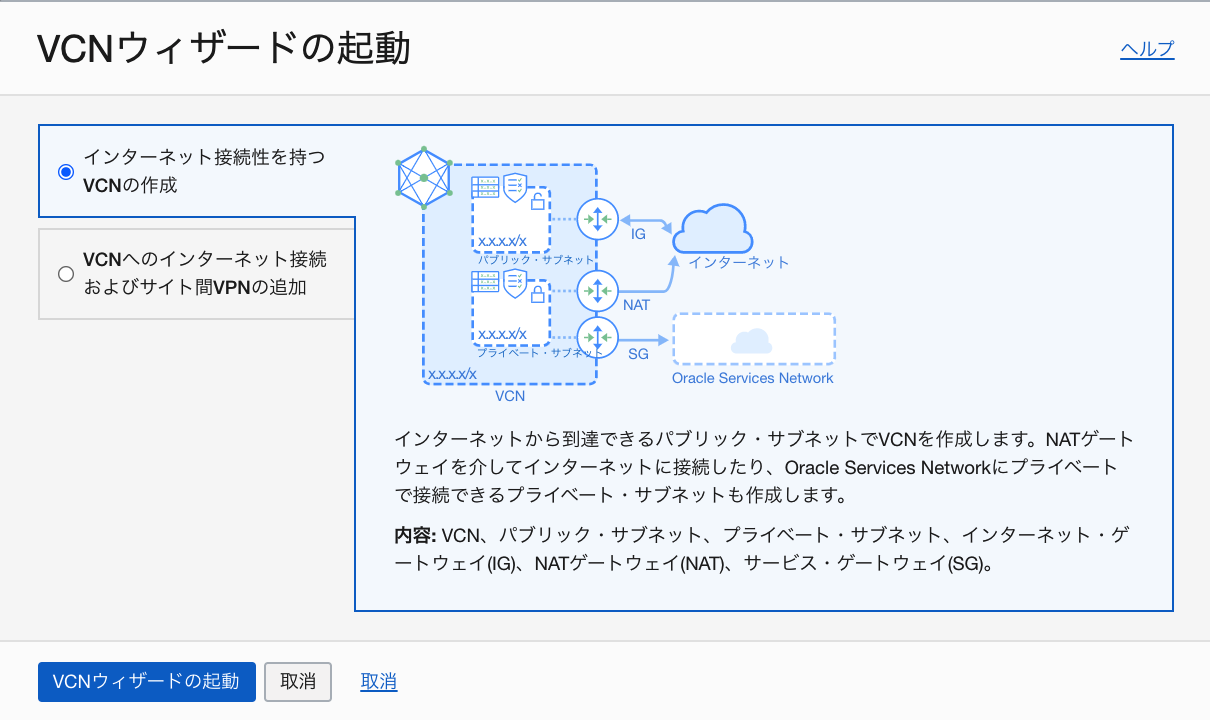 VCNウィザードの起動
ヘルプ
インターネット接続性を持つ
VCNの作成
VCNへのインターネット接続
およびサイト間VPNの追加
x.x.x.x/x
パブリック・サブネット
x.x.x.x/x
プライベート・サブネット
x.x.x.x/x
VCN
IG
インターネット
NAT
SG
Oracle Services Network
インターネットから到達できるパブリック・サブネットでVCNを作成します。NATゲート
ウェイを介してインターネットに接続したり、Oracle Services Networkにプライベート
で接続できるプライベート・サブネットも作成します。
内容: VCN、パブリック・サブネット、プライベート・サブネット、インターネット・ゲ
ートウェイ(IG)、NATゲートウェイ(NAT)、サービス・ゲートウェイ(SG)。
VCNウィザードの起動
取消
取消